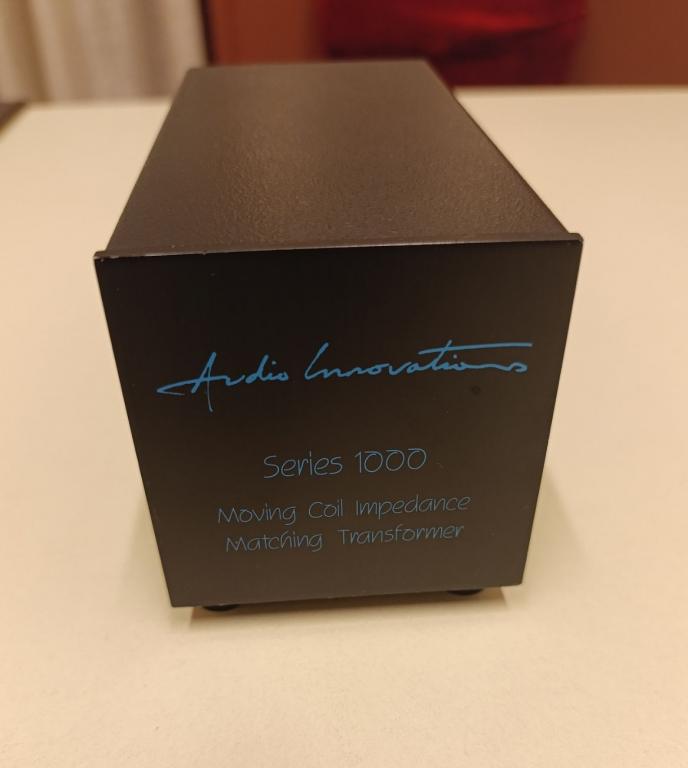 Audio Innovations
Series 1000
Moving Coil Impedance
Matching Transformer